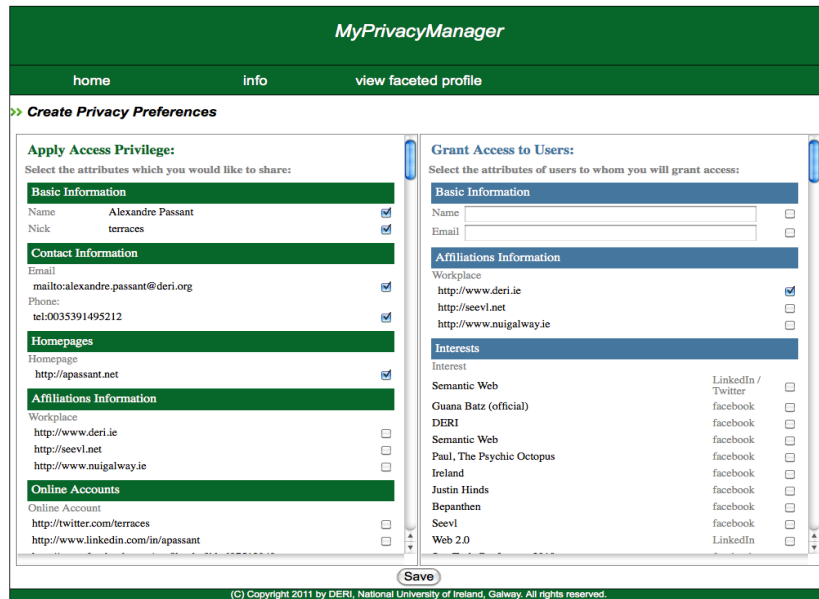 MyPrivacyManager
home info view faceted profile
>> Create Privacy Preferences
Apply Access Privilege:
Select the attributes which you would like to share:
Basic Information
Name Alexandre Passant
Nick terraces
Contact Information
Email
mailto:alexandre.passant@deri.org
Phone:
tel:0035391495212
Homepages
Homepage
http://apassant.net
Affiliations Information
Workplace
http://www.deri.ie
http://seevl.net
http://www.nuigalway.ie
Online Accounts
Online Account
http://twitter.com/terraces
http://www.linkedin.com/in/apassant
Grant Access to Users:
Select the attributes of users to whom you will grant access:
Basic Information
Name
Email
Affiliations Information
Workplace
http://www.deri.ie
http://seevl.net
http://www.nuigalway.ie
Interests
Interest
Semantic Web LinkedIn /
Twitter
Guana Batz (official) facebook
DERI facebook
Semantic Web facebook
Paul, The Psychic Octopus facebook
Ireland facebook
Justin Hinds facebook
Bepanthen facebook
Seevl facebook
Web 2.0 LinkedIn
Save
(C) Copyright 2011 by DERI, National University of Ireland, Galway. All rights reserved.